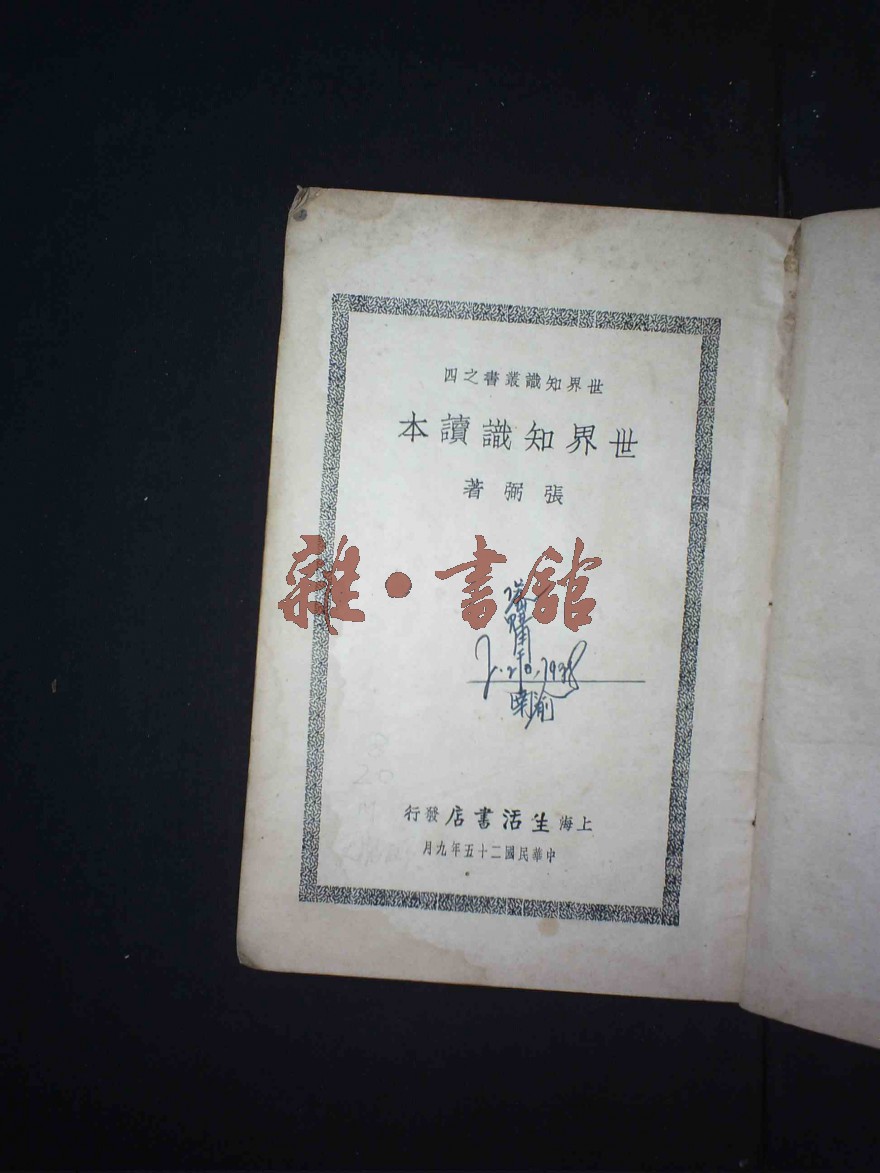 世界知識叢書之四
世界知識讀本
張弼著
雜·書館
上海生活書店發行
中華民國二十五年九月